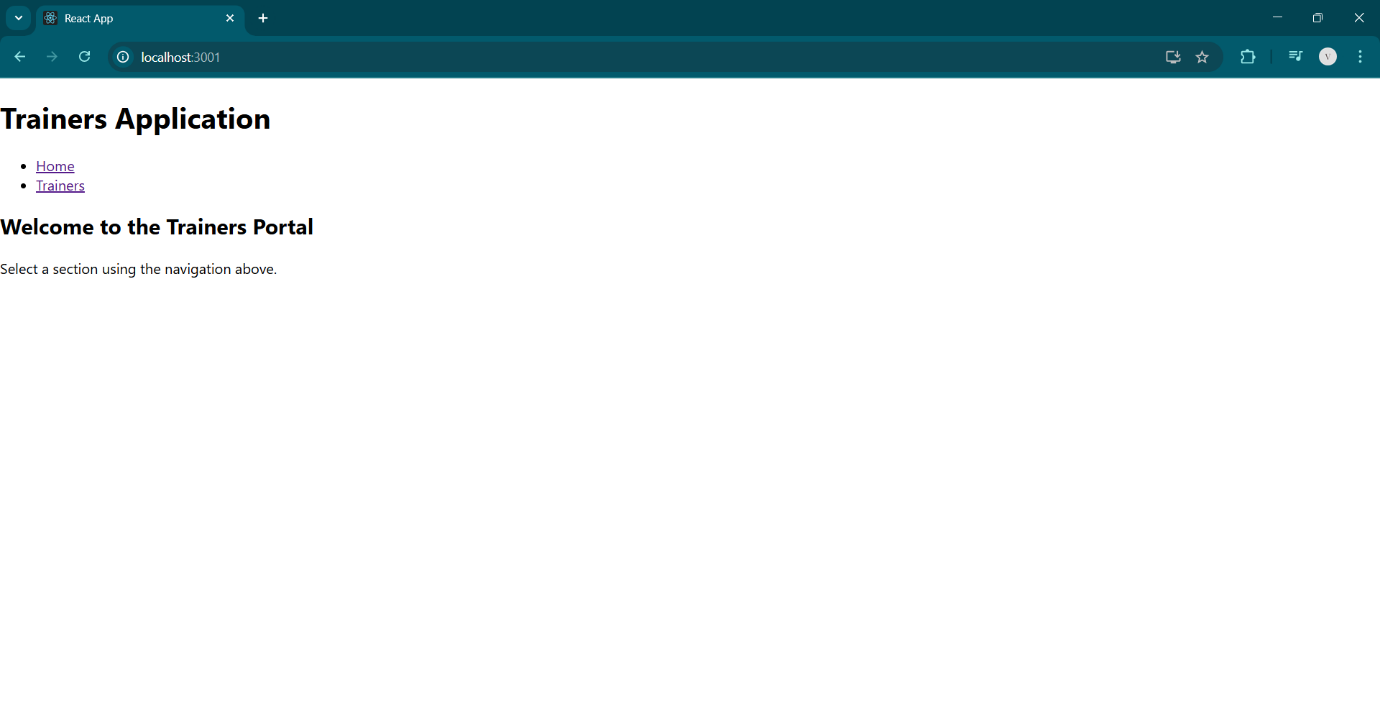 React App
localhost:3001
Trainers Application
Home
Trainers
Welcome to the Trainers Portal
Select a section using the navigation above.